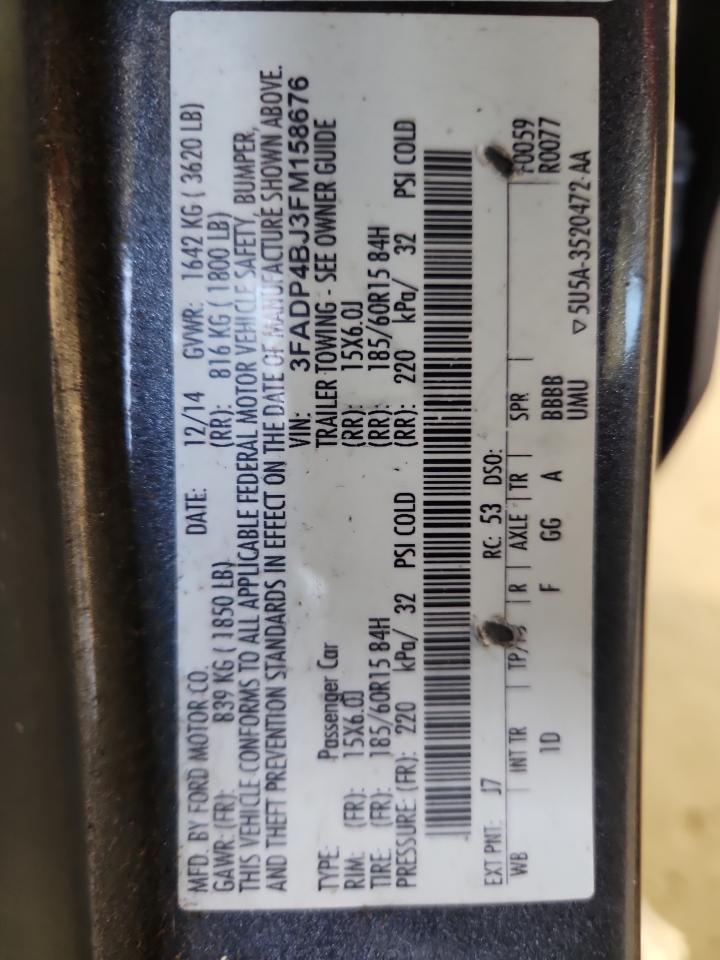 MFD. BY FORD MOTOR CO. DATE: 12/14 GVWR: 1642 KG ( 3620 LB)
GAWR: (FR): 839 KG ( 1850 LB) (RR): 816 KG ( 1800 LB)
THIS VEHICLE CONFORMS TO ALL APPLICABLE FEDERAL MOTOR VEHICLE SAFETY, BUMPER,
AND THEFT PREVENTION STANDARDS IN EFFECT ON THE DATE OF MANUFACTURE SHOWN ABOVE.
VIN: 3FADP4BJ3FM158676
TYPE: Passenger Car TRAILER TOWING - SEE OWNER GUIDE
RIM: (FR): 15X6.0J (RR): 15X6.0J
TIRE: (FR): 185/60R15 84H (RR): 185/60R15 84H
PRESSURE (FR): 220 kPa/ 32 PSI COLD (RR): 220 kPa/ 32 PSI COLD
EXT PNT: J7 RC: 53 DSO: F0059
WB INT TR TP/ R AXLE TR SPR R0077
1D F GG A BBBB
UMU ▽ 5U5A-3520472-AA